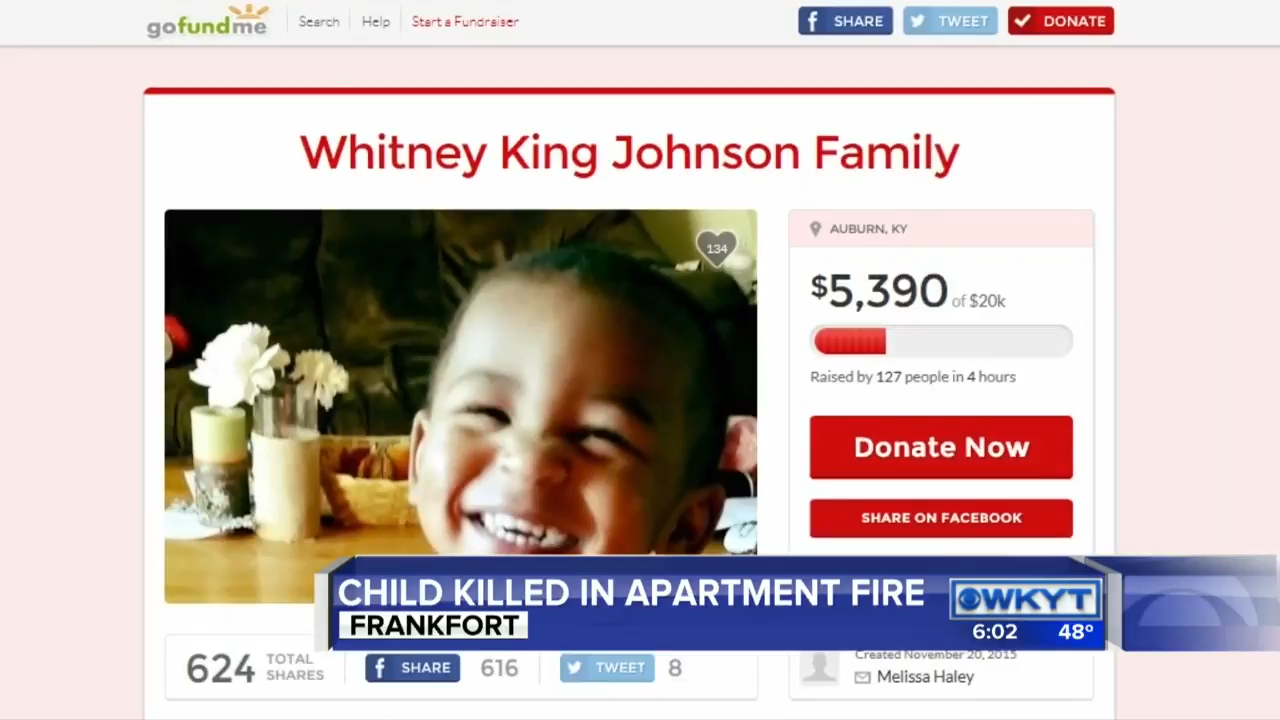 gofundme Search Help Start a Fundraiser f SHARE TWEET DONATE
Whitney King Johnson Family
134
AUBURN, KY
$5,390 of $20k
Raised by 127 people in 4 hours
Donate Now
SHARE ON FACEBOOK
CHILD KILLED IN APARTMENT FIRE
FRANKFORT
WKYT
6:02 48°
624 TOTAL SHARES f SHARE 616 TWEET 8
Created November 20, 2015
Melissa Haley